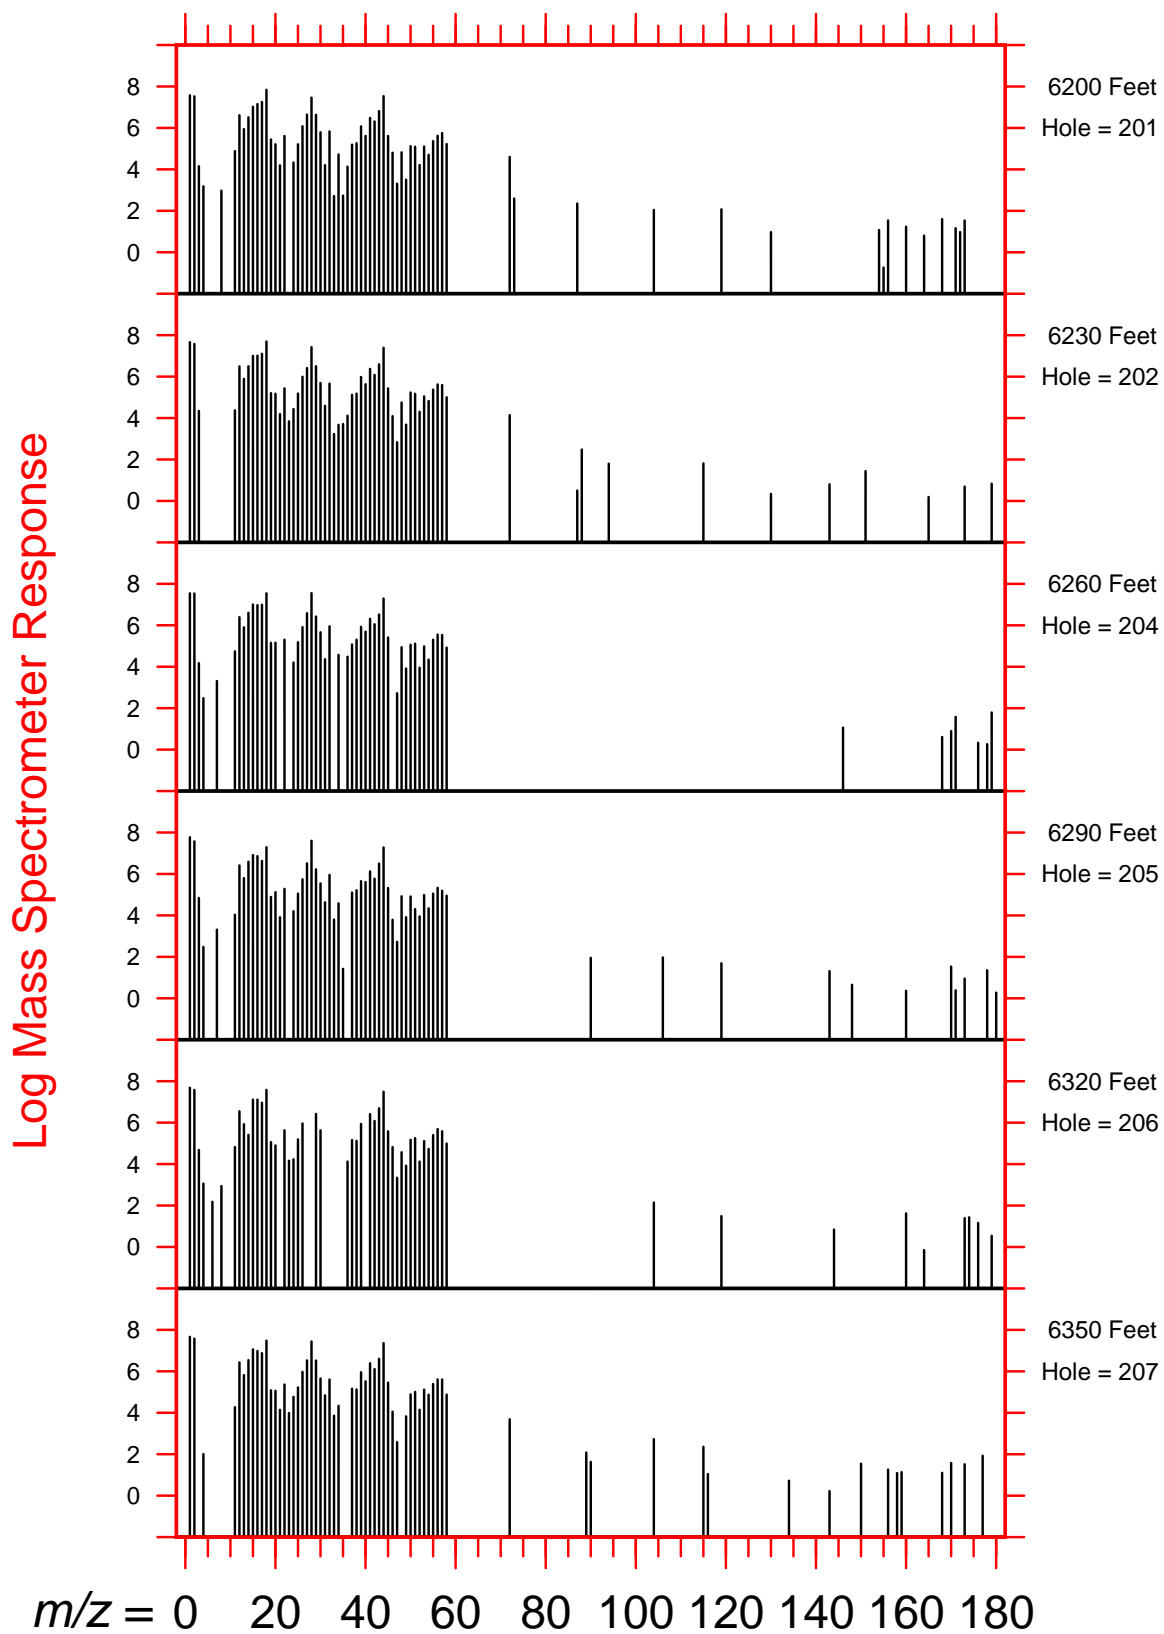 8
6
4
2
0
6200 Feet
Hole = 201
8
6
4
2
0
6230 Feet
Hole = 202
8
6
4
2
0
6260 Feet
Hole = 204
8
6
4
2
0
6290 Feet
Hole = 205
8
6
4
2
0
6320 Feet
Hole = 206
8
6
4
2
0
6350 Feet
Hole = 207
Log Mass Spectrometer Response
m/z = 0 20 40 60 80 100 120 140 160 180